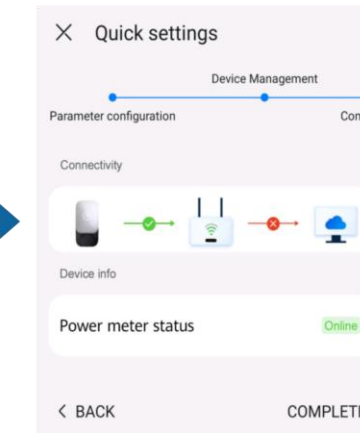 Quick settings
Device Management
Parameter configuration
Connectivity
Device info
Power meter status Online
< BACK